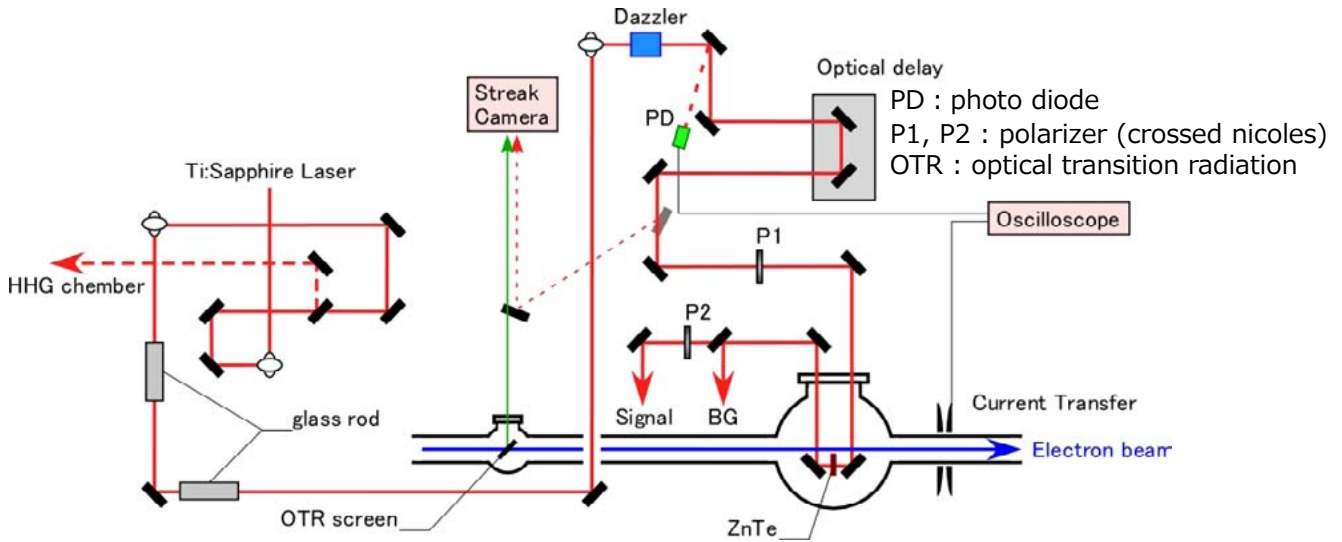 Dazzler
Optical delay
PD : photo diode
P1, P2 : polarizer (crossed nicoles)
OTR : optical transition radiation
Streak
Camera
PD
Ti:Sapphire Laser
Oscilloscope
P1
HHG chember
P2
glass rod
Signal
BG
Current Transfer
Electron beam
OTR screen
ZnTe